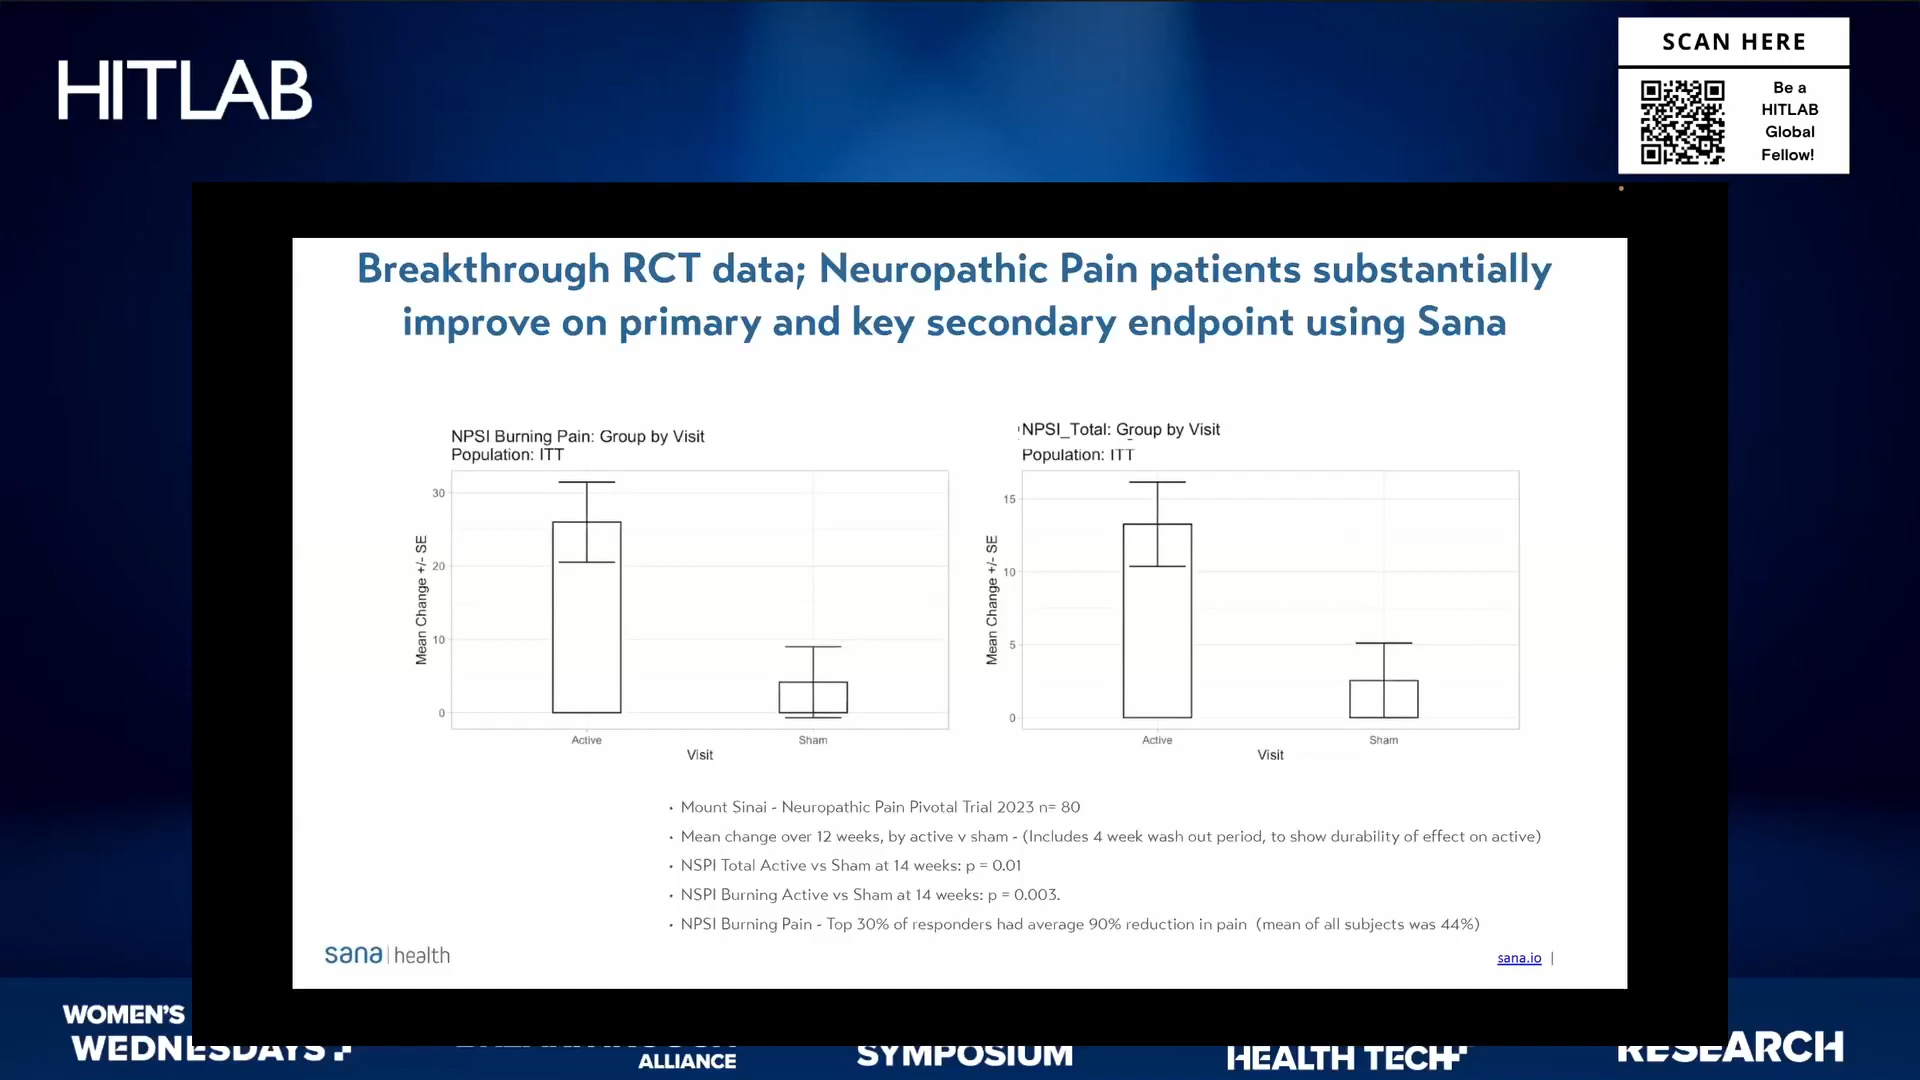 HITLAB
SCAN HERE
Be a
HITLAB
Global
Fellow!
Breakthrough RCT data; Neuropathic Pain patients substantially
improve on primary and key secondary endpoint using Sana
NPSI Burning Pain: Group by Visit
Population: ITT
Mean Change +/- SE
30
20
10
0
Active
Sham
Visit
NPSI_Total: Group by Visit
Population: ITT
Mean Change +/- SE
15
10
5
0
Active
Sham
Visit
• Mount Sinai - Neuropathic Pain Pivotal Trial 2023 n= 80
• Mean change over 12 weeks, by active v sham - (Includes 4 week wash out period, to show durability of effect on active)
• NSPI Total Active vs Sham at 14 weeks: p = 0.01
• NSPI Burning Active vs Sham at 14 weeks: p = 0.003.
• NPSI Burning Pain - Top 30% of responders had average 90% reduction in pain (mean of all subjects was 44%)
sana | health
sana.io |
WOMEN'S
WEDNESDAYS
ALLIANCE
SYMPOSIUM
HEALTH TECH
RESEARCH